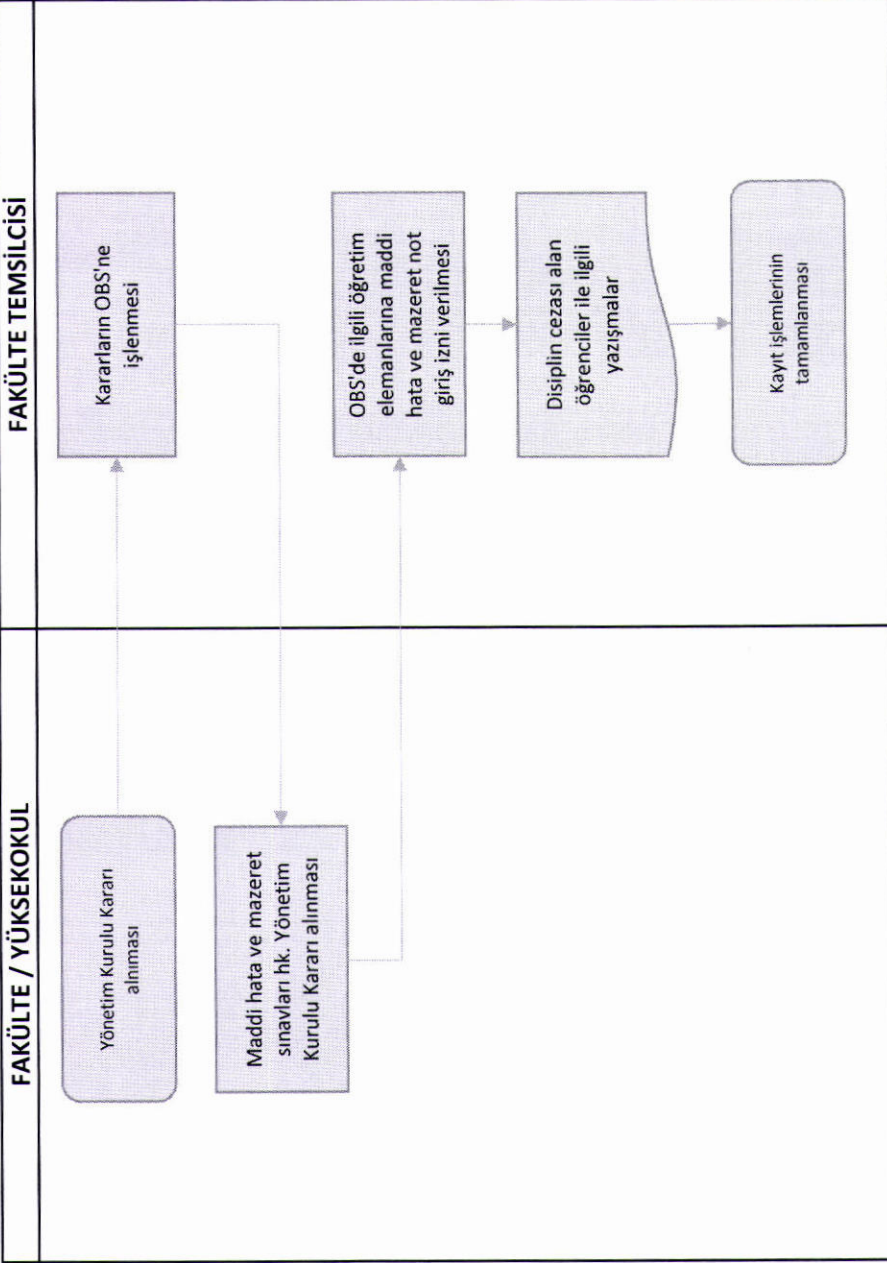 FAKÜLTE / YÜKSEKOKUL
FAKÜLTE TEMSİLCİSİ
Yönetim Kurulu Kararı
alnıması
Kararların OBS'ne
işlenmesi
Maddi hata ve mazeret
sınavları hk. Yönetim
Kurulu Kararı alınması
OBS'de ilgili öğretim
elemanlarına maddi
hata ve mazeret not
giriş izni verilmesi
Disiplin cezası alan
öğrenciler ile ilgili
yazışmalar
Kayıt işlemlerinin
tamamlanması